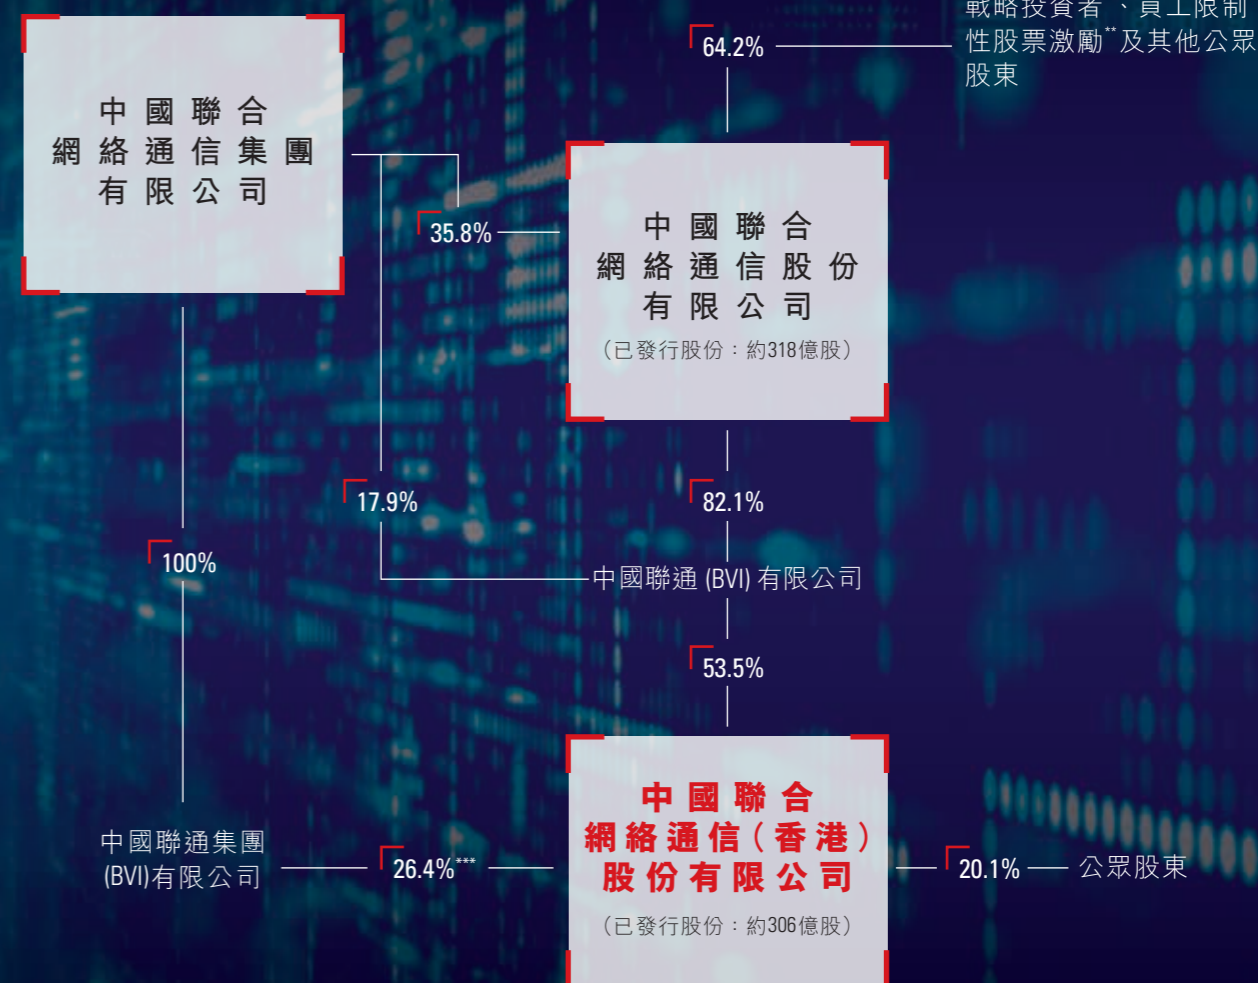 戰略投資者、員工限制
性股票激勵**及其他公眾
股東
64.2%
中國聯合
網絡通信集團
有限公司
35.8%
中國聯合
網絡通信股份
有限公司
（已發行股份：約318億股）
17.9%
82.1%
100%
中國聯通 (BVI) 有限公司
53.5%
中國聯通集團
(BVI)有限公司
26.4%***
中國聯合
網絡通信（香港）
股份有限公司
（已發行股份：約306億股）
20.1%
公眾股東